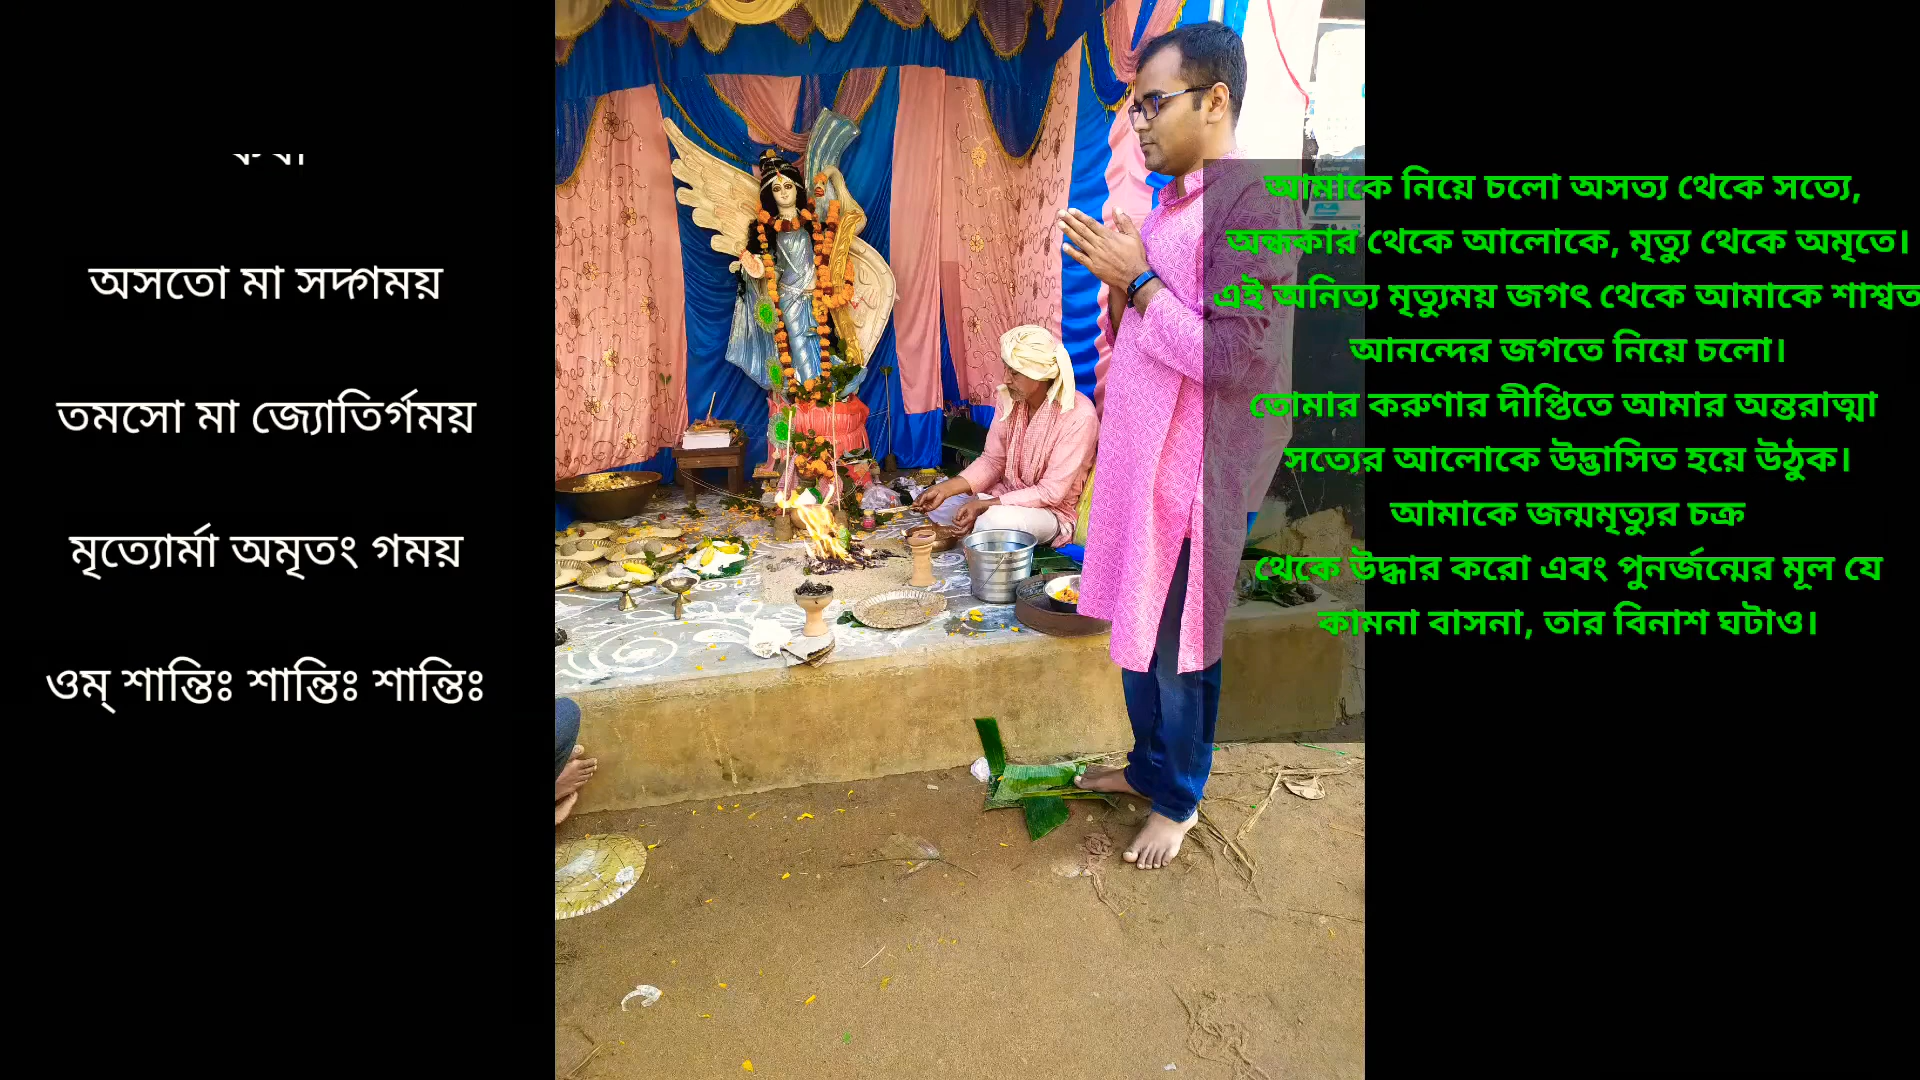 অসতো মা সদ্গময়
তমসো মা জ্যোতির্গময়
মৃত্যোর্মা অমৃতং গময়
ওম্ শান্তিঃ শান্তিঃ শান্তিঃ
আমাকে নিয়ে চলো অসত্য থেকে সত্যে,
অন্ধকার থেকে আলোকে, মৃত্যু থেকে অমৃতে।
এই অনিত্য মৃত্যুময় জগৎ থেকে আমাকে শাশ্বত
আনন্দের জগতে নিয়ে চলো।
তোমার করুণার দীপ্তিতে আমার অন্তরাত্মা
সত্যের আলোকে উদ্ভাসিত হয়ে উঠুক।
আমাকে জন্মমৃত্যুর চক্র
থেকে উদ্ধার করো এবং পুনর্জন্মের মূল যে
কামনা বাসনা, তার বিনাশ ঘটাও।